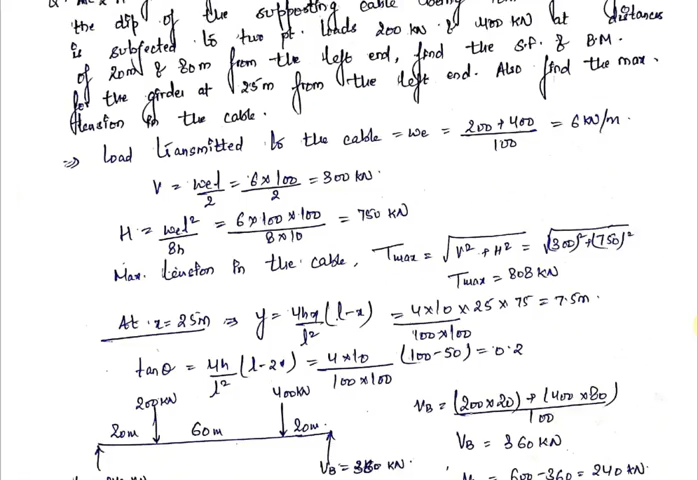 the dip of the supporting cable
is subjected to two pt. loads 200 kN & 400 kN at distances
of 20m & 80m from the left end, find the S.F. & B.M.
for the girder at 25m from the left end. Also find the max.
tension in the cable.
⇒ Load transmitted to the cable = we = 200 + 400 / 100 = 6 kN/m.
V = wel/2 = 6 × 100 / 2 = 300 kN.
H = wel²/8h = 6 × 100 × 100 / 8 × 10 = 750 kN
Max. tension in the cable, Tmax = √V² + H² = √(300)² + (750)²
Tmax = 808 kN
At x = 25m ⇒ y = 4hx/l² (l-x) = 4 × 10 × 25 × 75 / 100 × 100 = 7.5m.
tanθ = 4h/l² (l-2x) = 4 × 10 / 100 × 100 (100-50) = 0.2
200kN 400kN
20m 60m 20m.
VB = 360 kN.
VB = (200×20) + (400×80) / 100
VB = 360 kN
= 600-360 = 240 kN.